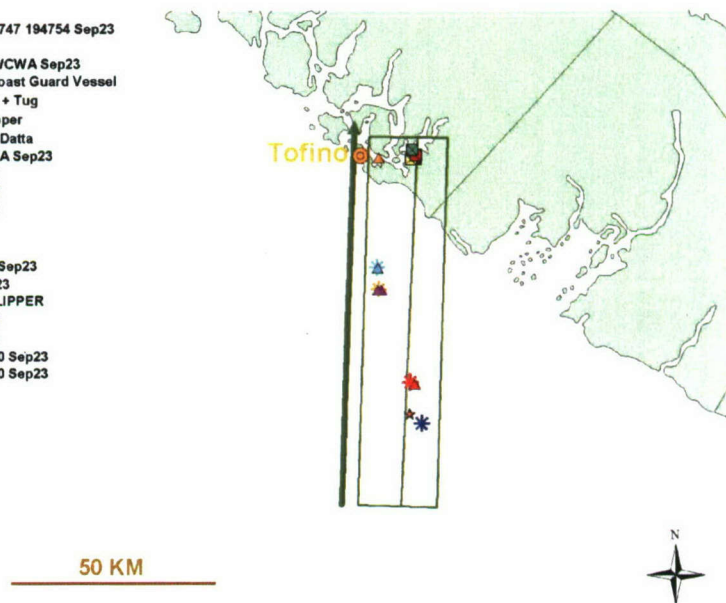 747 194754 Sep23
/CWA Sep23
oast Guard Vessel
+ Tug
per
Datta
A Sep23
Sep23
23
LIPPER
0 Sep23
0 Sep23
Tofino
50 KM
N